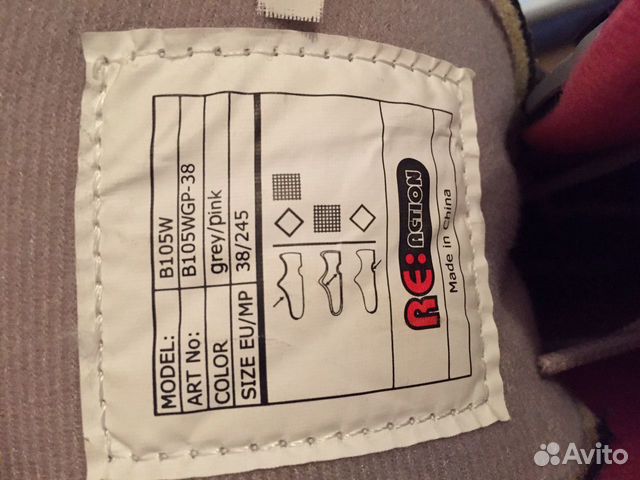 MODEL: B105W
ART No: B105WGP-38
COLOR grey/pink
SIZE EU/MP 38/245
RE:ACTION
Made in China
Avito